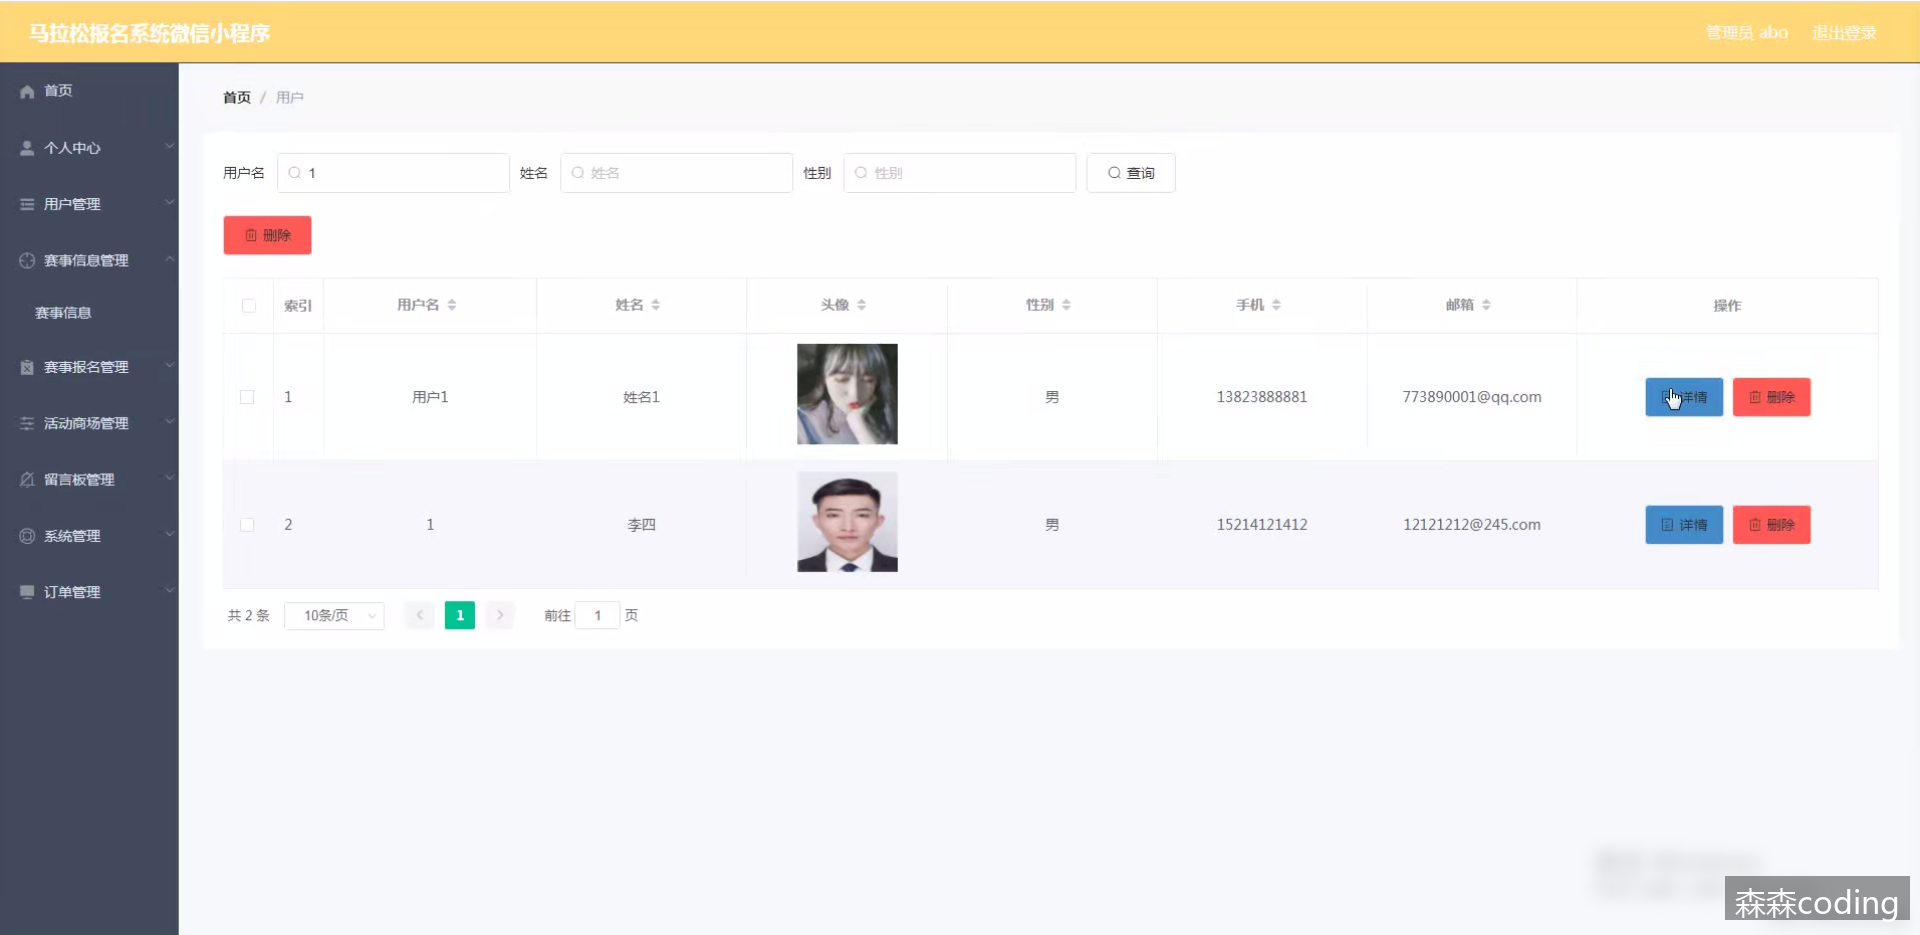 马拉松报名系统微信小程序
管理员 abo 退出登录
首页
个人中心
用户管理
赛事信息管理
赛事信息
赛事报名管理
活动商场管理
留言板管理
系统管理
订单管理
首页 / 用户
用户名 1 姓名 姓名 性别 性别 查询
删除
索引 用户名 姓名 头像 性别 手机 邮箱 操作
1 用户1 姓名1 男 13823888881 773890001@qq.com 详情 删除
2 1 李四 男 15214121412 12121212@245.com 详情 删除
共 2 条 10条/页 1 前往 1 页
森森coding